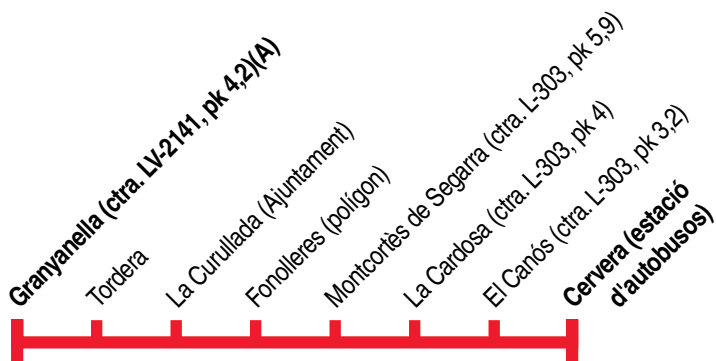 Granyanella (ctra. LV-2141, pk 4,2)(A)
Tordera
La Curullada (Ajuntament)
Fonolleres (polígon)
Montcortès de Segarra (ctra. L-303, pk 5,9)
La Cardosa (ctra. L-303, pk 4)
El Canós (ctra. L-303, pk 3,2)
Cervera (estació
d'autobusos)